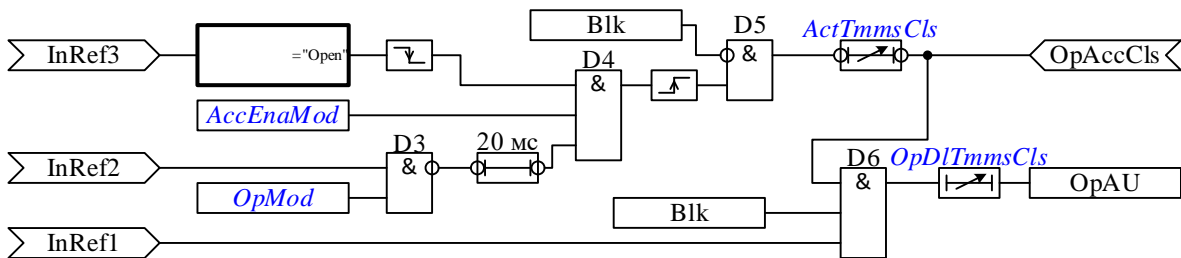 Blk
D5
ActTmmsCls
InRef3
="Open"
OpAccCls
D4
&
&
AccEnaMod
D3
20 мс
InRef2
&
D6
OpDlTmmsCls
OpMod
&
OpAU
Blk
InRef1